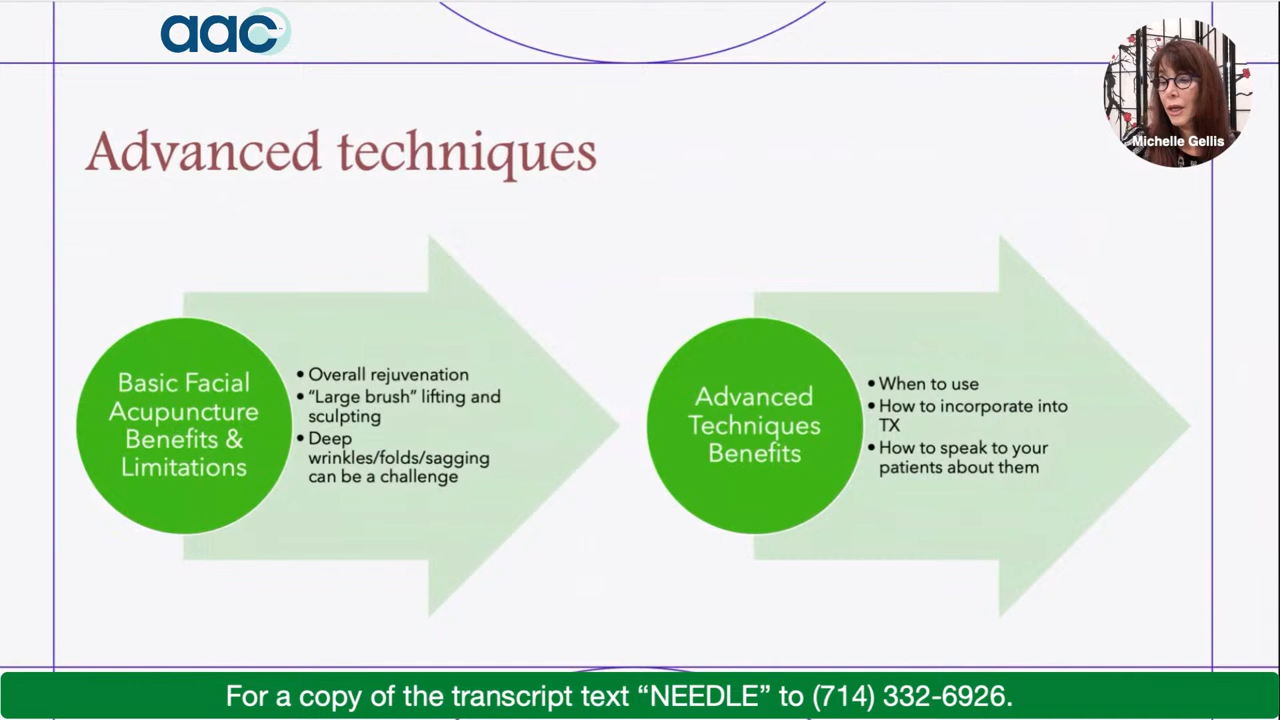 aac
Michelle Gellis
Advanced techniques
Basic Facial
Acupuncture
Benefits &
Limitations
• Overall rejuvenation
• “Large brush” lifting and
sculpting
• Deep
wrinkles/folds/sagging
can be a challenge
Advanced
Techniques
Benefits
• When to use
• How to incorporate into
TX
• How to speak to your
patients about them
For a copy of the transcript text “NEEDLE” to (714) 332-6926.